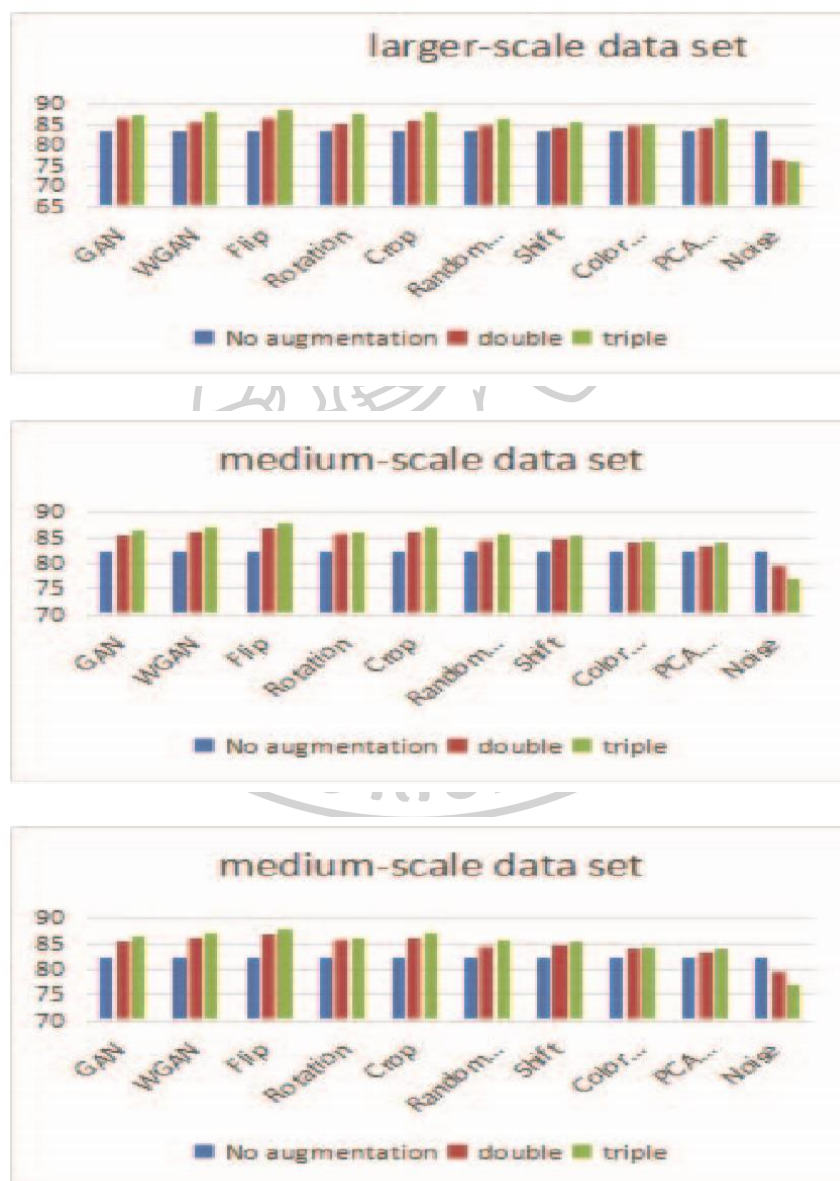 larger-scale data set
90
85
80
75
70
65
GAN WGAN Flip Rotation Crop Random... Shift Color... PCA... Noise
No augmentation double triple
medium-scale data set
90
85
80
75
70
GAN WGAN Flip Rotation Crop Random... Shift Color... PCA... Noise
No augmentation double triple
medium-scale data set
90
85
80
75
70
GAN WGAN Flip Rotation Crop Random... Shift Color... PCA... Noise
No augmentation double triple